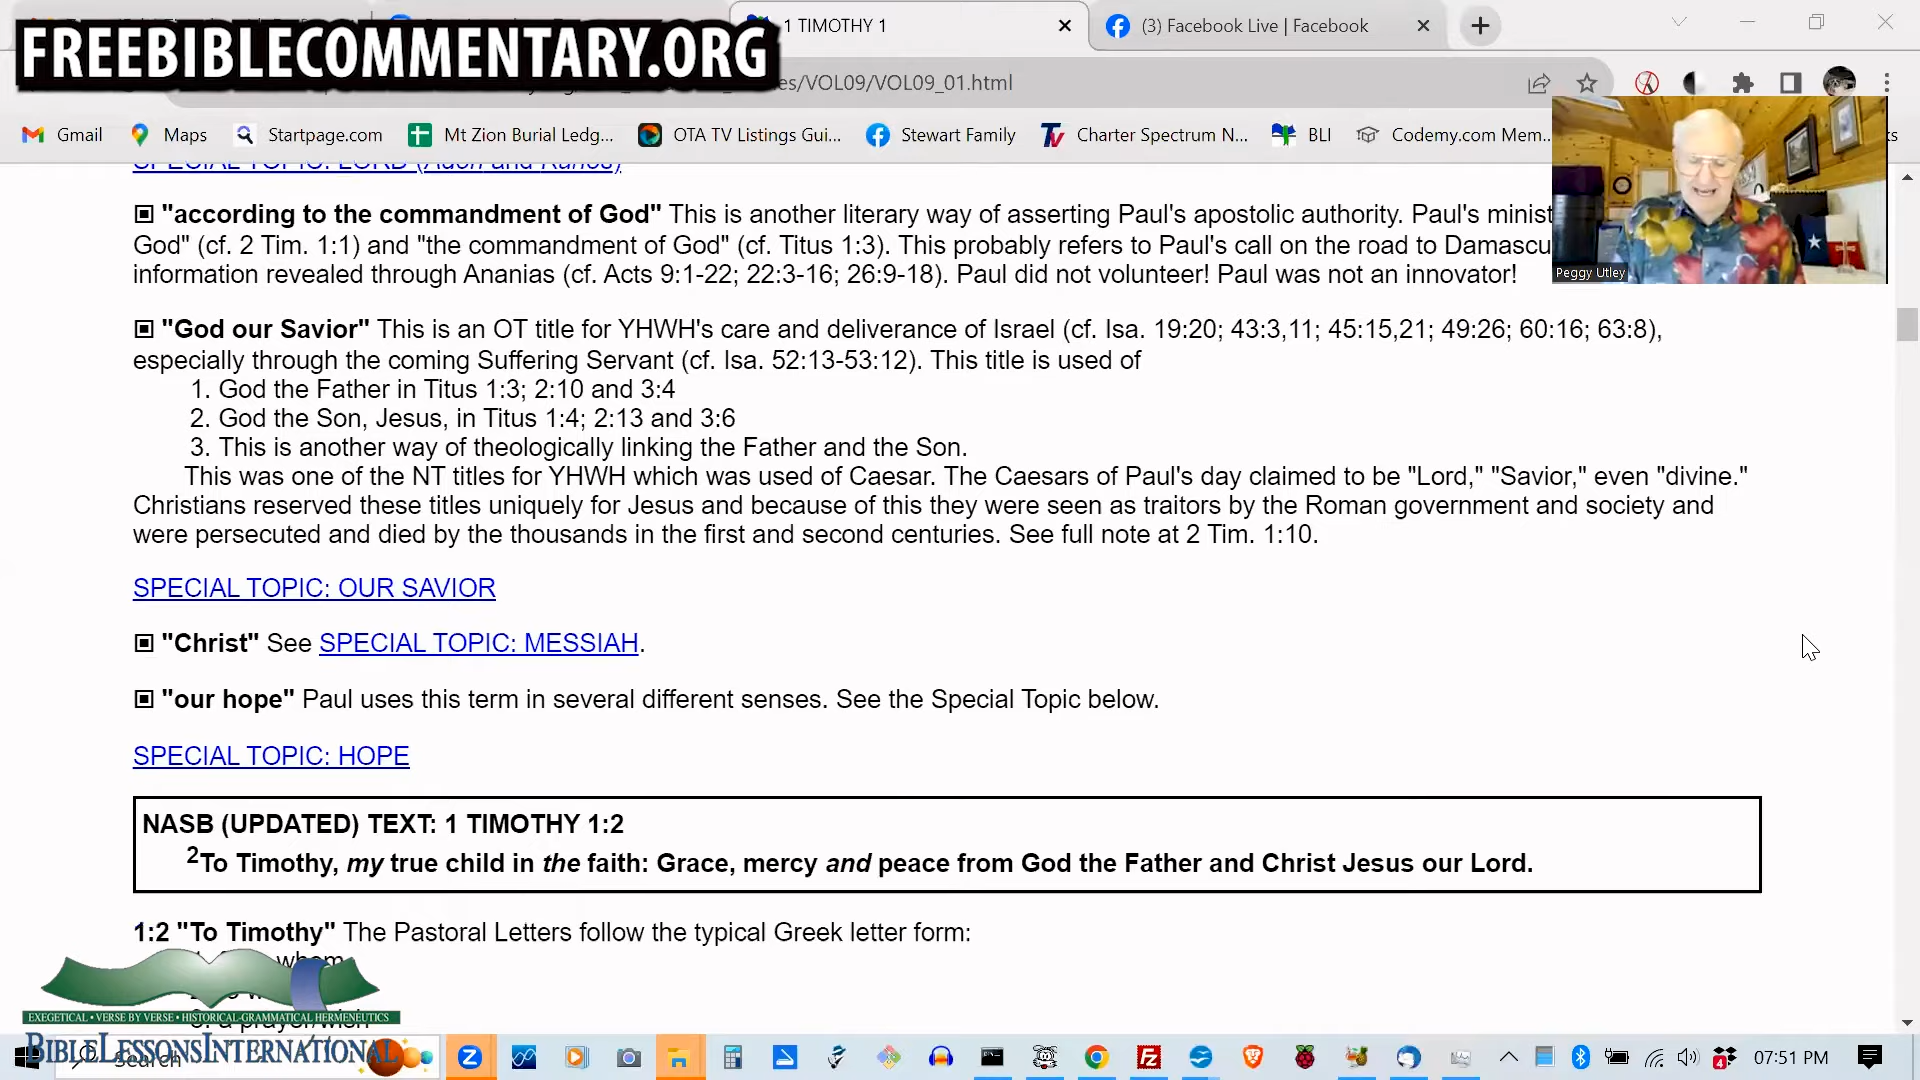 1 TIMOTHY 1
(3) Facebook Live | Facebook
FREEBIBLECOMMENTARY.ORG
es/VOL09/VOL09_01.html
Gmail
Maps
Startpage.com
Mt Zion Burial Ledg...
OTA TV Listings Gui...
Stewart Family
Charter Spectrum N...
BLI
Codemy.com Mem...
ks
SPECIAL TOPIC: LORD (Adon and Kurios)
"according to the commandment of God" This is another literary way of asserting Paul's apostolic authority. Paul's minist
God" (cf. 2 Tim. 1:1) and "the commandment of God" (cf. Titus 1:3). This probably refers to Paul's call on the road to Damascu
information revealed through Ananias (cf. Acts 9:1-22; 22:3-16; 26:9-18). Paul did not volunteer! Paul was not an innovator!
Peggy Utley
"God our Savior" This is an OT title for YHWH's care and deliverance of Israel (cf. Isa. 19:20; 43:3,11; 45:15,21; 49:26; 60:16; 63:8),
especially through the coming Suffering Servant (cf. Isa. 52:13-53:12). This title is used of
1. God the Father in Titus 1:3; 2:10 and 3:4
2. God the Son, Jesus, in Titus 1:4; 2:13 and 3:6
3. This is another way of theologically linking the Father and the Son.
This was one of the NT titles for YHWH which was used of Caesar. The Caesars of Paul's day claimed to be "Lord," "Savior," even "divine."
Christians reserved these titles uniquely for Jesus and because of this they were seen as traitors by the Roman government and society and
were persecuted and died by the thousands in the first and second centuries. See full note at 2 Tim. 1:10.
SPECIAL TOPIC: OUR SAVIOR
"Christ" See SPECIAL TOPIC: MESSIAH.
"our hope" Paul uses this term in several different senses. See the Special Topic below.
SPECIAL TOPIC: HOPE
NASB (UPDATED) TEXT: 1 TIMOTHY 1:2
2To Timothy, my true child in the faith: Grace, mercy and peace from God the Father and Christ Jesus our Lord.
1:2 "To Timothy" The Pastoral Letters follow the typical Greek letter form:
whom
3. a prayer/wish
EXEGETICAL • VERSE BY VERSE • HISTORICAL-GRAMMATICAL HERMENEUTICS
BIBLELESSONSINTERNATIONAL
Search
4
07:51 PM